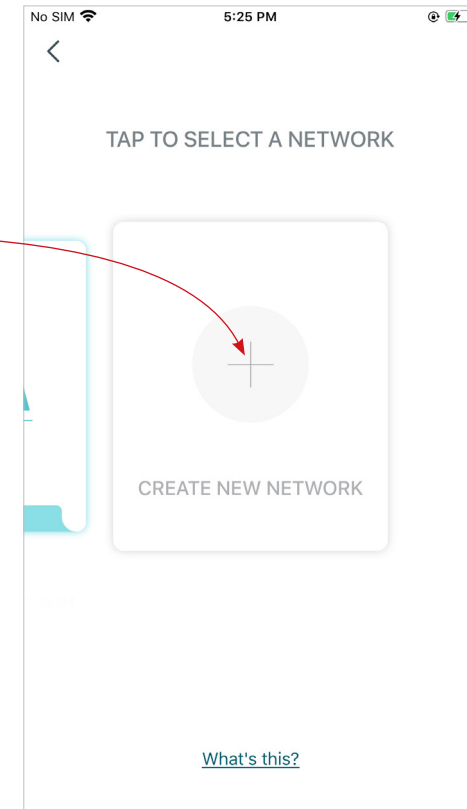 No SIM
5:25 PM
TAP TO SELECT A NETWORK
CREATE NEW NETWORK
What's this?